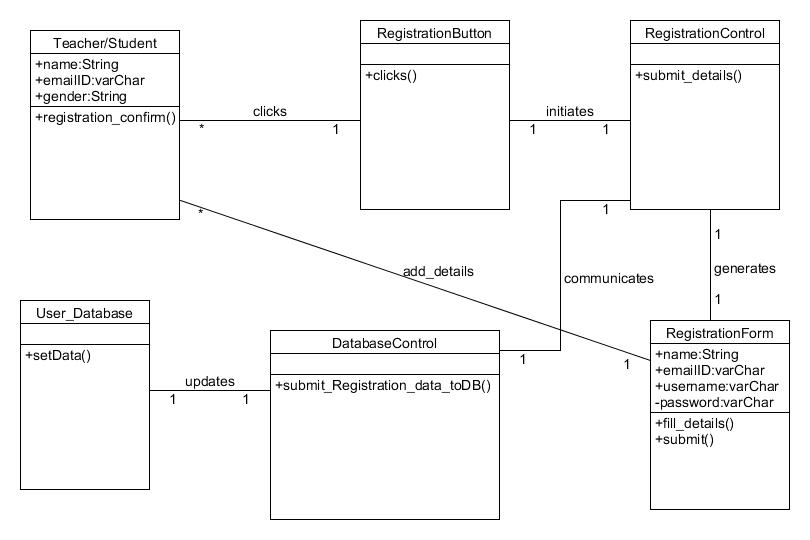 Teacher/Student
+name:String
+emailID:varChar
+gender:String
+registration_confirm()
clicks
*
1
RegistrationButton
+clicks()
initiates
1
1
RegistrationControl
+submit_details()
*
add_details
1
1
communicates
1
1
generates
1
User_Database
+setData()
updates
1
1
DatabaseControl
+submit_Registration_data_toDB()
RegistrationForm
+name:String
+emailID:varChar
+username:varChar
-password:varChar
+fill_details()
+submit()